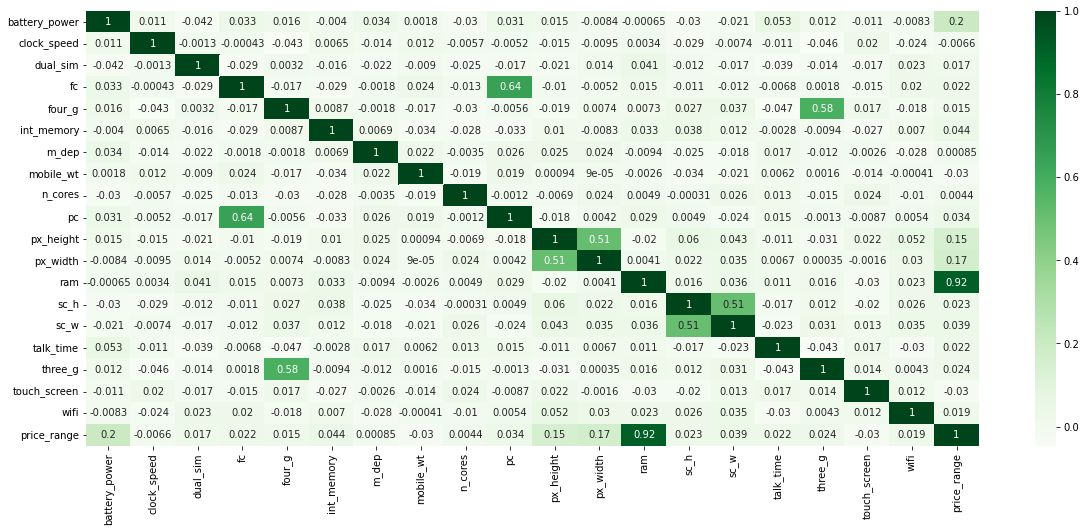 battery_power 1 0.011 -0.042 0.033 0.016 -0.004 0.034 0.0018 -0.03 0.031 0.015 -0.0084 -0.00065 -0.03 -0.021 0.053 0.012 -0.011 -0.0083 0.2
clock_speed 0.011 1 -0.0013 -0.00043 -0.043 0.0065 -0.014 0.012 -0.0057 -0.0052 -0.015 -0.0095 0.0034 -0.029 -0.0074 -0.011 -0.046 0.02 -0.024 -0.0066
dual_sim -0.042 -0.0013 1 -0.029 0.0032 -0.016 -0.022 -0.009 -0.025 -0.017 -0.021 0.014 0.041 -0.012 -0.017 -0.039 -0.014 -0.017 0.023 0.017
fc 0.033 -0.00043 -0.029 1 -0.017 -0.029 -0.0018 0.024 -0.013 0.64 -0.01 -0.0052 0.015 -0.011 -0.012 -0.0068 0.0018 -0.015 0.02 0.022
four_g 0.016 -0.043 0.0032 -0.017 1 0.0087 -0.0018 -0.017 -0.03 -0.0056 -0.019 0.0074 0.0073 0.027 0.037 -0.047 0.58 0.017 -0.018 0.015
int_memory -0.004 0.0065 -0.016 -0.029 0.0087 1 0.0069 -0.034 -0.028 -0.033 0.01 -0.0083 0.033 0.038 0.012 -0.0028 -0.0094 -0.027 0.007 0.044
m_dep 0.034 -0.014 -0.022 -0.0018 -0.0018 0.0069 1 0.022 -0.0035 0.026 0.025 0.024 -0.0094 -0.025 -0.018 0.017 -0.012 -0.0026 -0.028 0.00085
mobile_wt 0.0018 0.012 -0.009 0.024 -0.017 -0.034 0.022 1 -0.019 0.019 0.00094 9e-05 -0.0026 -0.034 -0.021 0.0062 0.0016 -0.014 -0.00041 -0.03
n_cores -0.03 -0.0057 -0.025 -0.013 -0.03 -0.028 -0.0035 -0.019 1 -0.0012 -0.0069 0.024 0.0049 -0.00031 0.026 0.013 -0.015 0.024 -0.01 0.0044
pc 0.031 -0.0052 -0.017 0.64 -0.0056 -0.033 0.026 0.019 -0.0012 1 -0.018 0.0042 0.029 0.0049 -0.024 0.015 -0.0013 -0.0087 0.0054 0.034
px_height 0.015 -0.015 -0.021 -0.01 -0.019 0.01 0.025 0.00094 -0.0069 -0.018 1 0.51 -0.02 0.06 0.043 -0.011 -0.031 0.022 0.052 0.15
px_width -0.0084 -0.0095 0.014 -0.0052 0.0074 -0.0083 0.024 9e-05 0.024 0.0042 0.51 1 0.0041 0.022 0.035 0.0067 0.00035 -0.0016 0.03 0.17
ram -0.00065 0.0034 0.041 0.015 0.0073 0.033 -0.0094 -0.0026 0.0049 0.029 -0.02 0.0041 1 0.016 0.036 0.011 0.016 -0.03 0.023 0.92
sc_h -0.03 -0.029 -0.012 -0.011 0.027 0.038 -0.025 -0.034 -0.00031 0.0049 0.06 0.022 0.016 1 0.51 -0.017 0.012 -0.02 0.026 0.023
sc_w -0.021 -0.0074 -0.017 -0.012 0.037 0.012 -0.018 -0.021 0.026 -0.024 0.043 0.035 0.036 0.51 1 -0.023 0.031 0.013 0.035 0.039
talk_time 0.053 -0.011 -0.039 -0.0068 -0.047 -0.0028 0.017 0.0062 0.013 0.015 -0.011 0.0067 0.011 -0.017 -0.023 1 -0.043 0.017 -0.03 0.022
three_g 0.012 -0.046 -0.014 0.0018 0.58 -0.0094 -0.012 0.0016 -0.015 -0.0013 -0.031 0.00035 0.016 0.012 0.031 -0.043 1 0.014 0.0043 0.024
touch_screen -0.011 0.02 -0.017 -0.015 0.017 -0.027 -0.0026 -0.014 0.024 -0.0087 0.022 -0.0016 -0.03 -0.02 0.013 0.017 0.014 1 0.012 -0.03
wifi -0.0083 -0.024 0.023 0.02 -0.018 0.007 -0.028 -0.00041 -0.01 0.0054 0.052 0.03 0.023 0.026 0.035 -0.03 0.0043 0.012 1 0.019
price_range 0.2 -0.0066 0.017 0.022 0.015 0.044 0.00085 -0.03 0.0044 0.034 0.15 0.17 0.92 0.023 0.039 0.022 0.024 -0.03 0.019 1
battery_power clock_speed dual_sim fc four_g int_memory m_dep mobile_wt n_cores pc px_height px_width ram sc_h sc_w talk_time three_g touch_screen wifi price_range
1.0
0.8
0.6
0.4
0.2
0.0